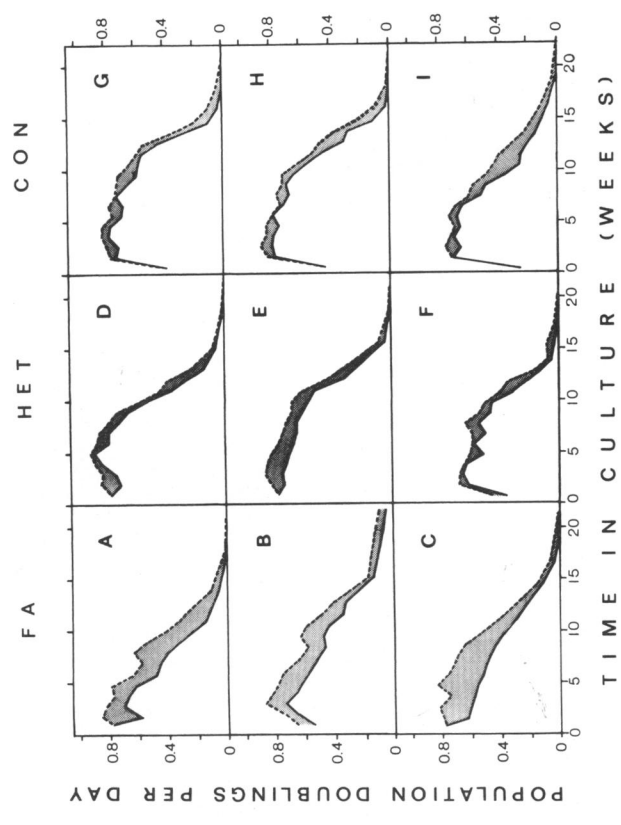 FA HET CON
0.8 A D G 0.8
0.4 0.4
0 0
0.8 B E H 0.8
0.4 0.4
0 0
0.8 C F I 0.8
0.4 0.4
0 0
0 5 10 15 20 0 5 10 15 20 0 5 10 15 20
TIME IN CULTURE (WEEKS)
POPULATION DOUBLINGS PER DAY